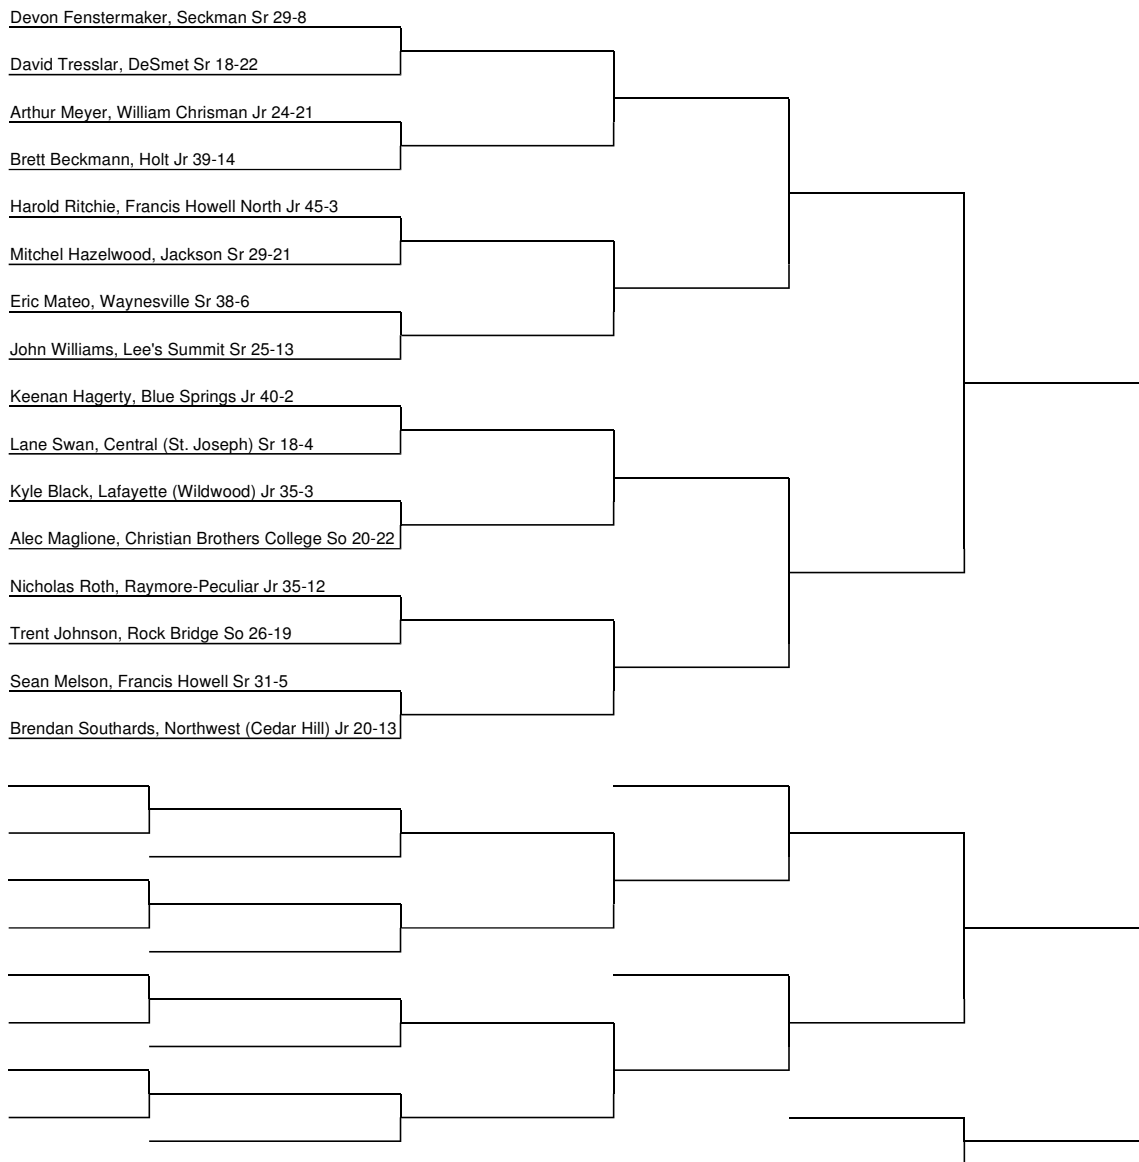 Devon Fenstermaker, Seckman Sr 29-8
David Tresslar, DeSmet Sr 18-22
Arthur Meyer, William Chrisman Jr 24-21
Brett Beckmann, Holt Jr 39-14
Harold Ritchie, Francis Howell North Jr 45-3
Mitchel Hazelwood, Jackson Sr 29-21
Eric Mateo, Waynesville Sr 38-6
John Williams, Lee's Summit Sr 25-13
Keenan Hagerty, Blue Springs Jr 40-2
Lane Swan, Central (St. Joseph) Sr 18-4
Kyle Black, Lafayette (Wildwood) Jr 35-3
Alec Maglione, Christian Brothers College So 20-22
Nicholas Roth, Raymore-Peculiar Jr 35-12
Trent Johnson, Rock Bridge So 26-19
Sean Melson, Francis Howell Sr 31-5
Brendan Southards, Northwest (Cedar Hill) Jr 20-13